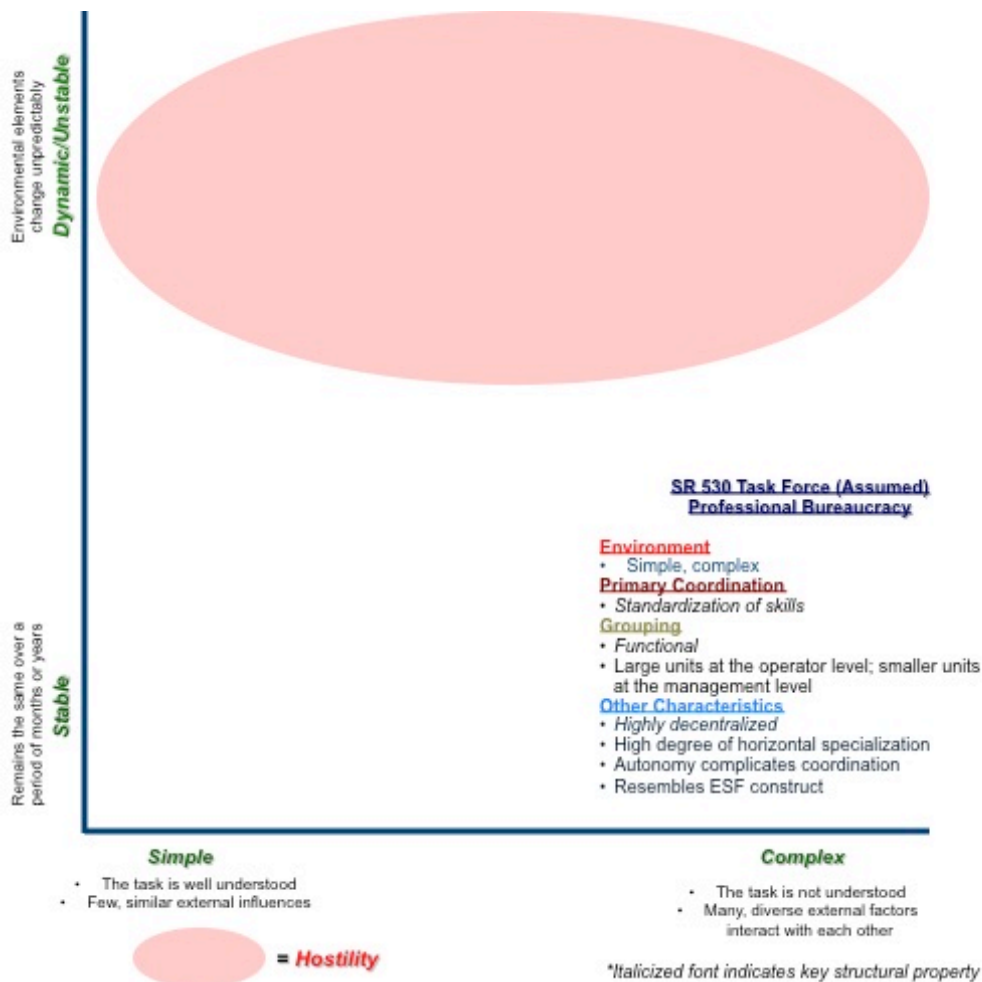 Environmental elements
change unpredictably
Dynamic/Unstable
SR 530 Task Force (Assumed)
Professional Bureaucracy
Environment
• Simple, complex
Primary Coordination
• Standardization of skills
Grouping
• Functional
• Large units at the operator level; smaller units
at the management level
Other Characteristics
• Highly decentralized
• High degree of horizontal specialization
• Autonomy complicates coordination
• Resembles ESF construct
Remains the same over a
period of months or years
Stable
Simple
• The task is well understood
• Few, similar external influences
Complex
• The task is not understood
• Many, diverse external factors
interact with each other
= Hostility
*Italicized font indicates key structural property